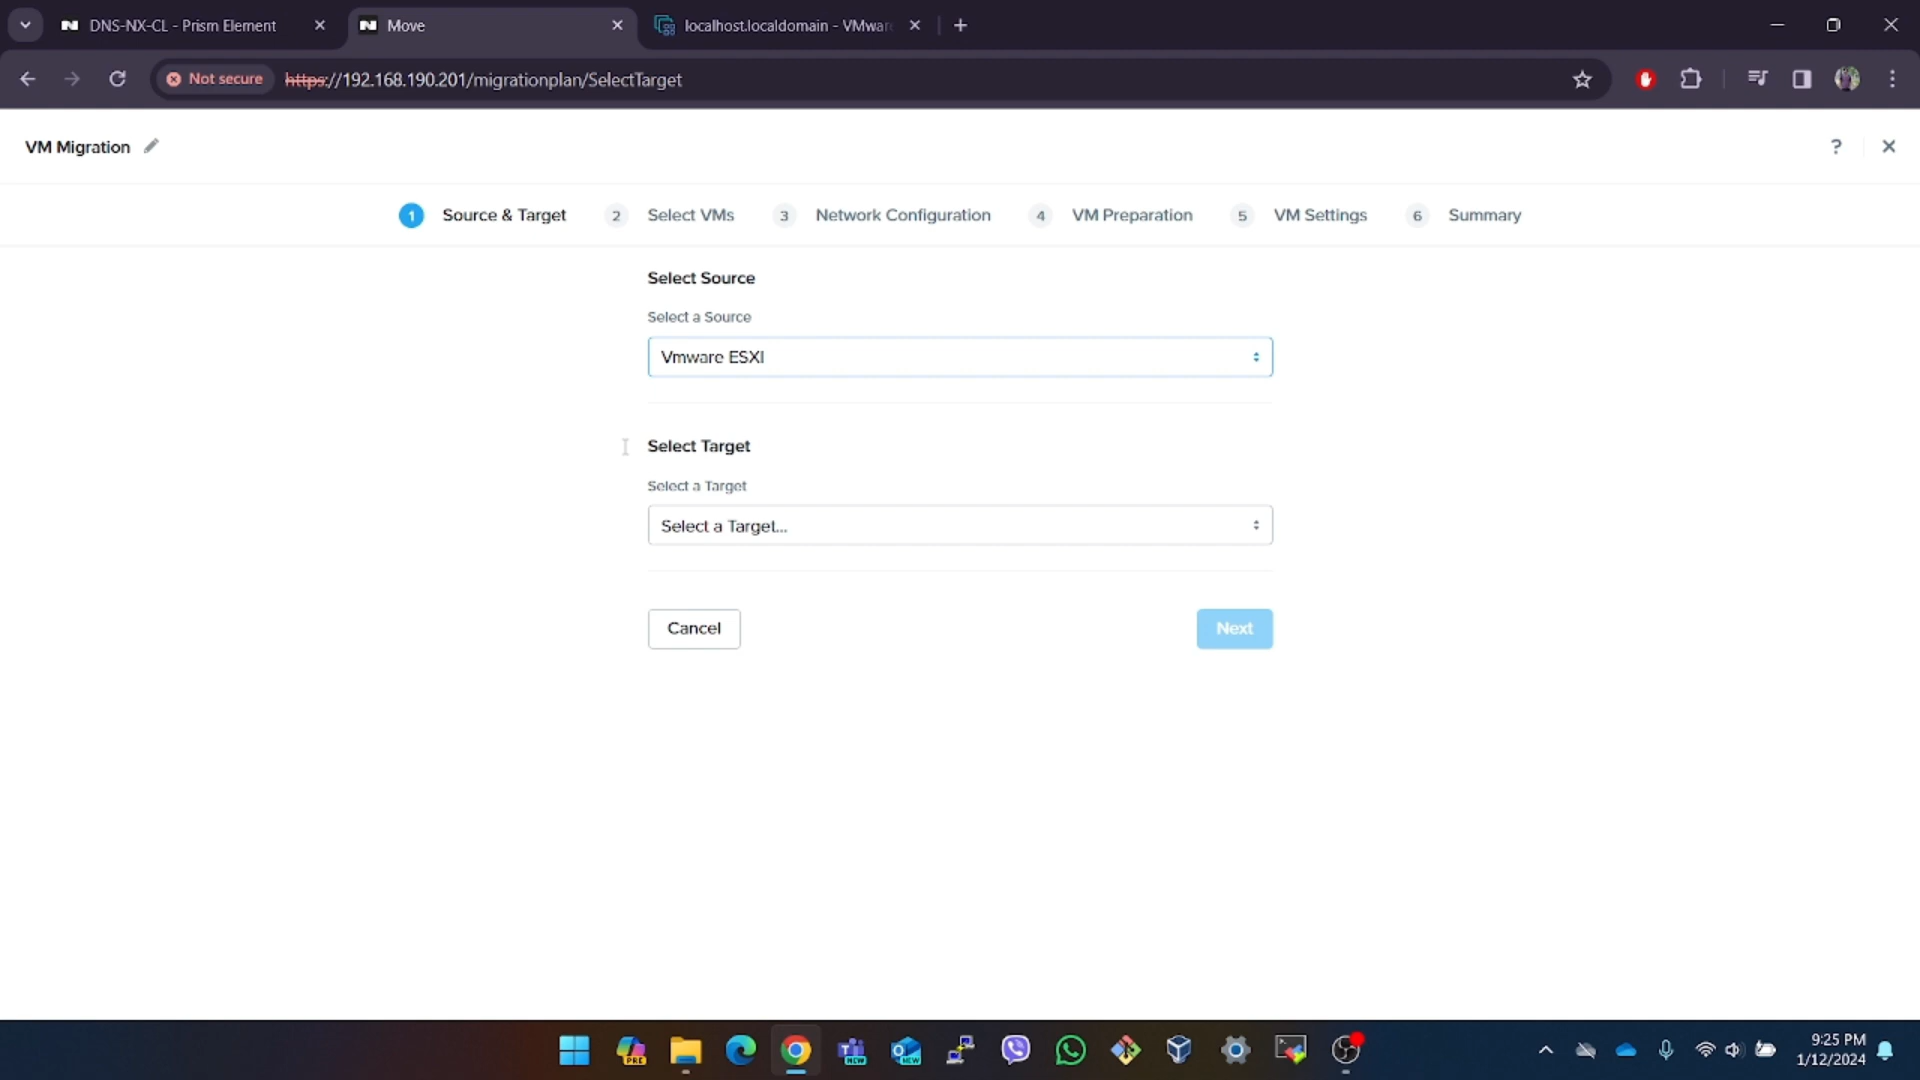 DNS-NX-CL - Prism Element
Move
localhost.localdomain - VMwar
Not secure
https://192.168.190.201/migrationplan/SelectTarget
VM Migration
?
1 Source & Target 2 Select VMs 3 Network Configuration 4 VM Preparation 5 VM Settings 6 Summary
Select Source
Select a Source
Vmware ESXI
Select Target
Select a Target
Select a Target...
Cancel
Next
PRE
NEW
NEW
9:25 PM
1/12/2024